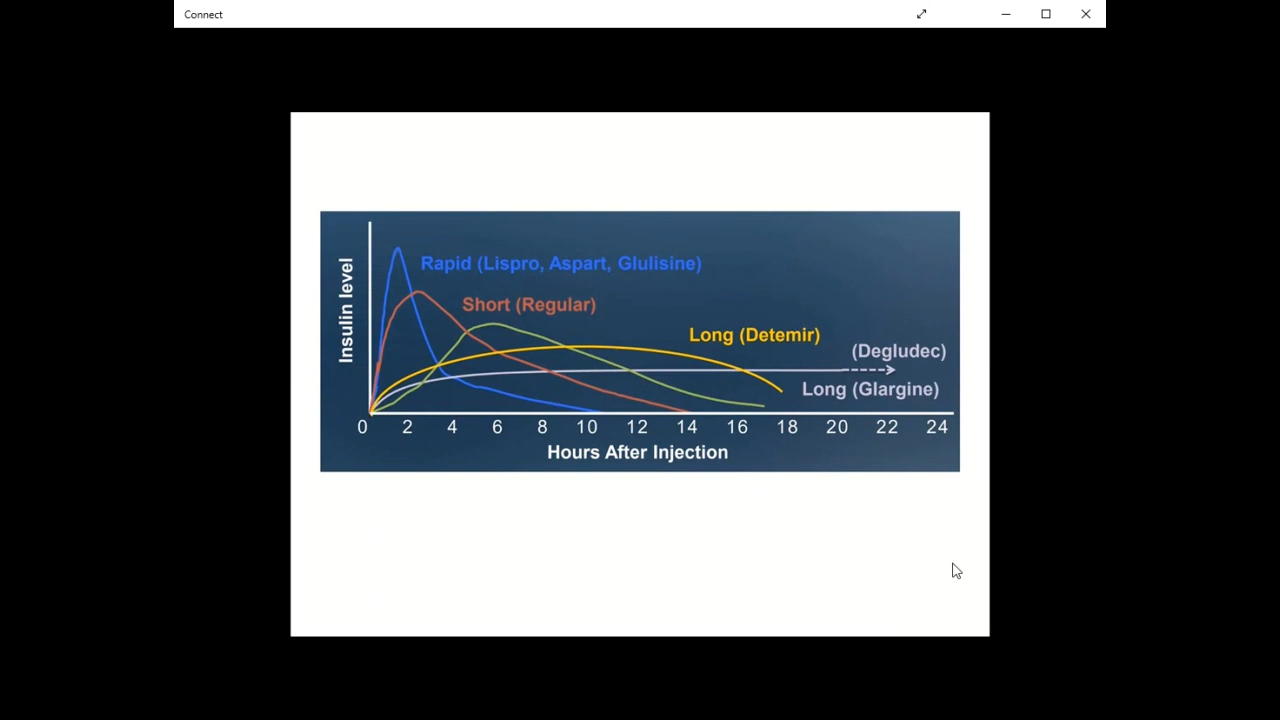 Connect
Insulin level
Rapid (Lispro, Aspart, Glulisine)
Short (Regular)
Long (Detemir)
(Degludec)
Long (Glargine)
0 2 4 6 8 10 12 14 16 18 20 22 24
Hours After Injection